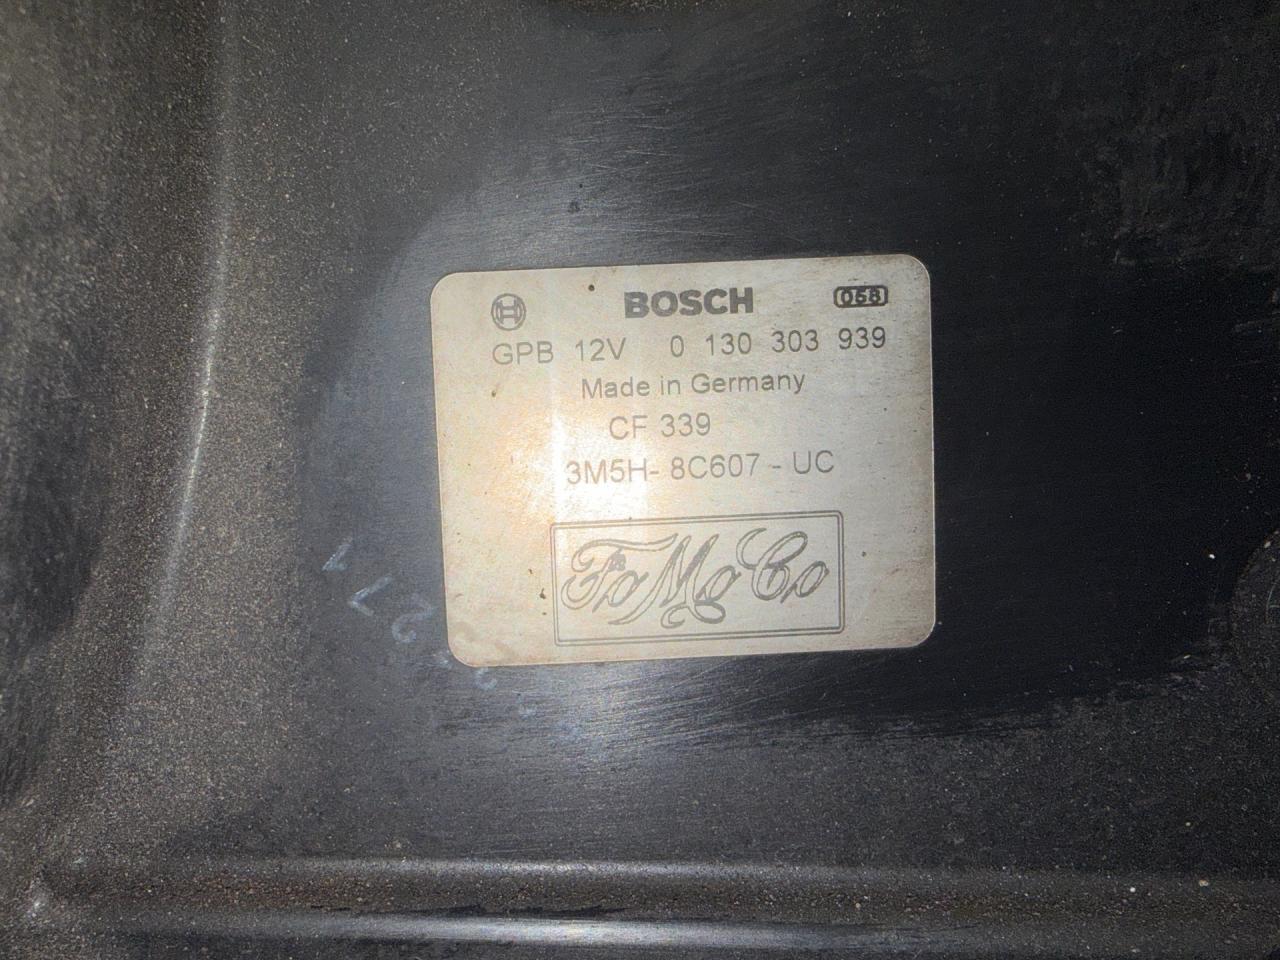 BOSCH 058
GPB 12V 0 130 303 939
Made in Germany
CF 339
3M5H-8C607-UC
FoMoCo